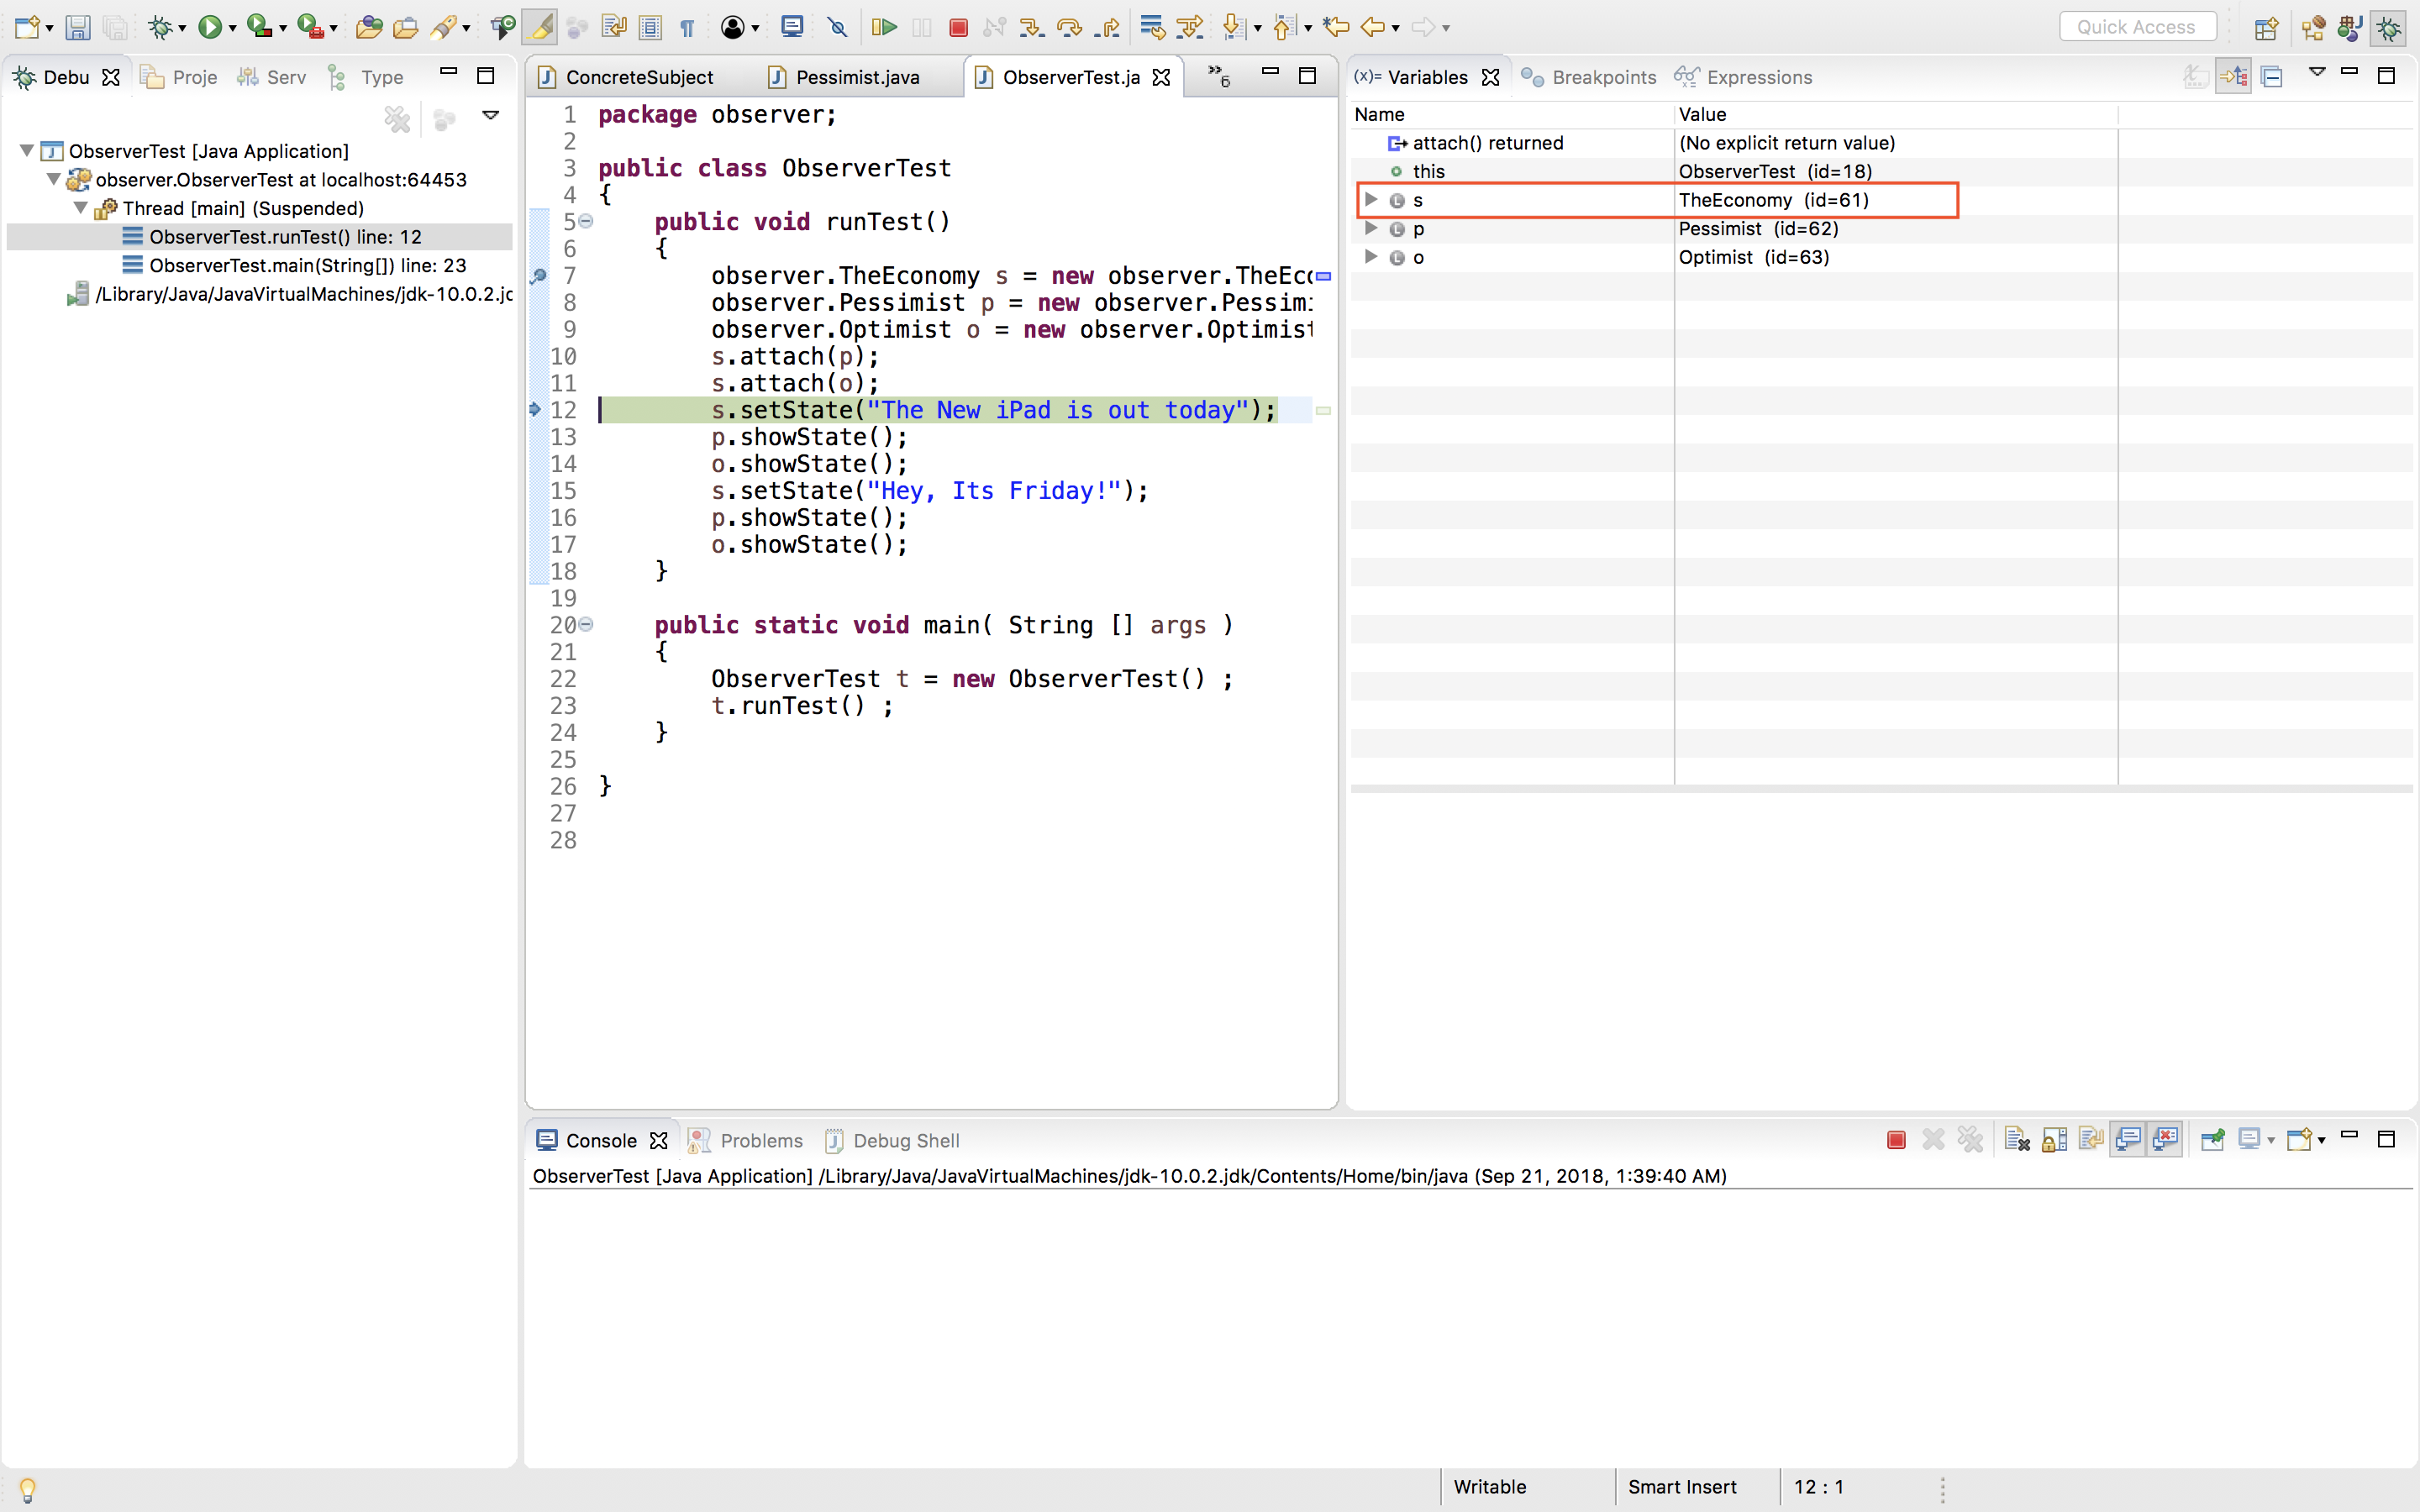 Quick Access
Debu
Proje
Serv
Type
ObserverTest [Java Application]
observer.ObserverTest at localhost:64453
Thread [main] (Suspended)
ObserverTest.runTest() line: 12
ObserverTest.main(String[]) line: 23
/Library/Java/JavaVirtualMachines/jdk-10.0.2.jc
ConcreteSubject
Pessimist.java
ObserverTest.ja
»6
1 package observer;
2
3 public class ObserverTest
4 {
5 public void runTest()
6 {
7 observer.TheEconomy s = new observer.TheEcc
8 observer.Pessimist p = new observer.Pessimi
9 observer.Optimist o = new observer.Optimist
10 s.attach(p);
11 s.attach(o);
12 s.setState("The New iPad is out today");
13 p.showState();
14 o.showState();
15 s.setState("Hey, Its Friday!");
16 p.showState();
17 o.showState();
18 }
19
20 public static void main( String [] args )
21 {
22 ObserverTest t = new ObserverTest() ;
23 t.runTest() ;
24 }
25
26 }
27
28
(x)= Variables
Breakpoints
Expressions
Name Value
attach() returned (No explicit return value)
this ObserverTest (id=18)
s TheEconomy (id=61)
p Pessimist (id=62)
o Optimist (id=63)
Console
Problems
Debug Shell
ObserverTest [Java Application] /Library/Java/JavaVirtualMachines/jdk-10.0.2.jdk/Contents/Home/bin/java (Sep 21, 2018, 1:39:40 AM)
Writable
Smart Insert
12 : 1